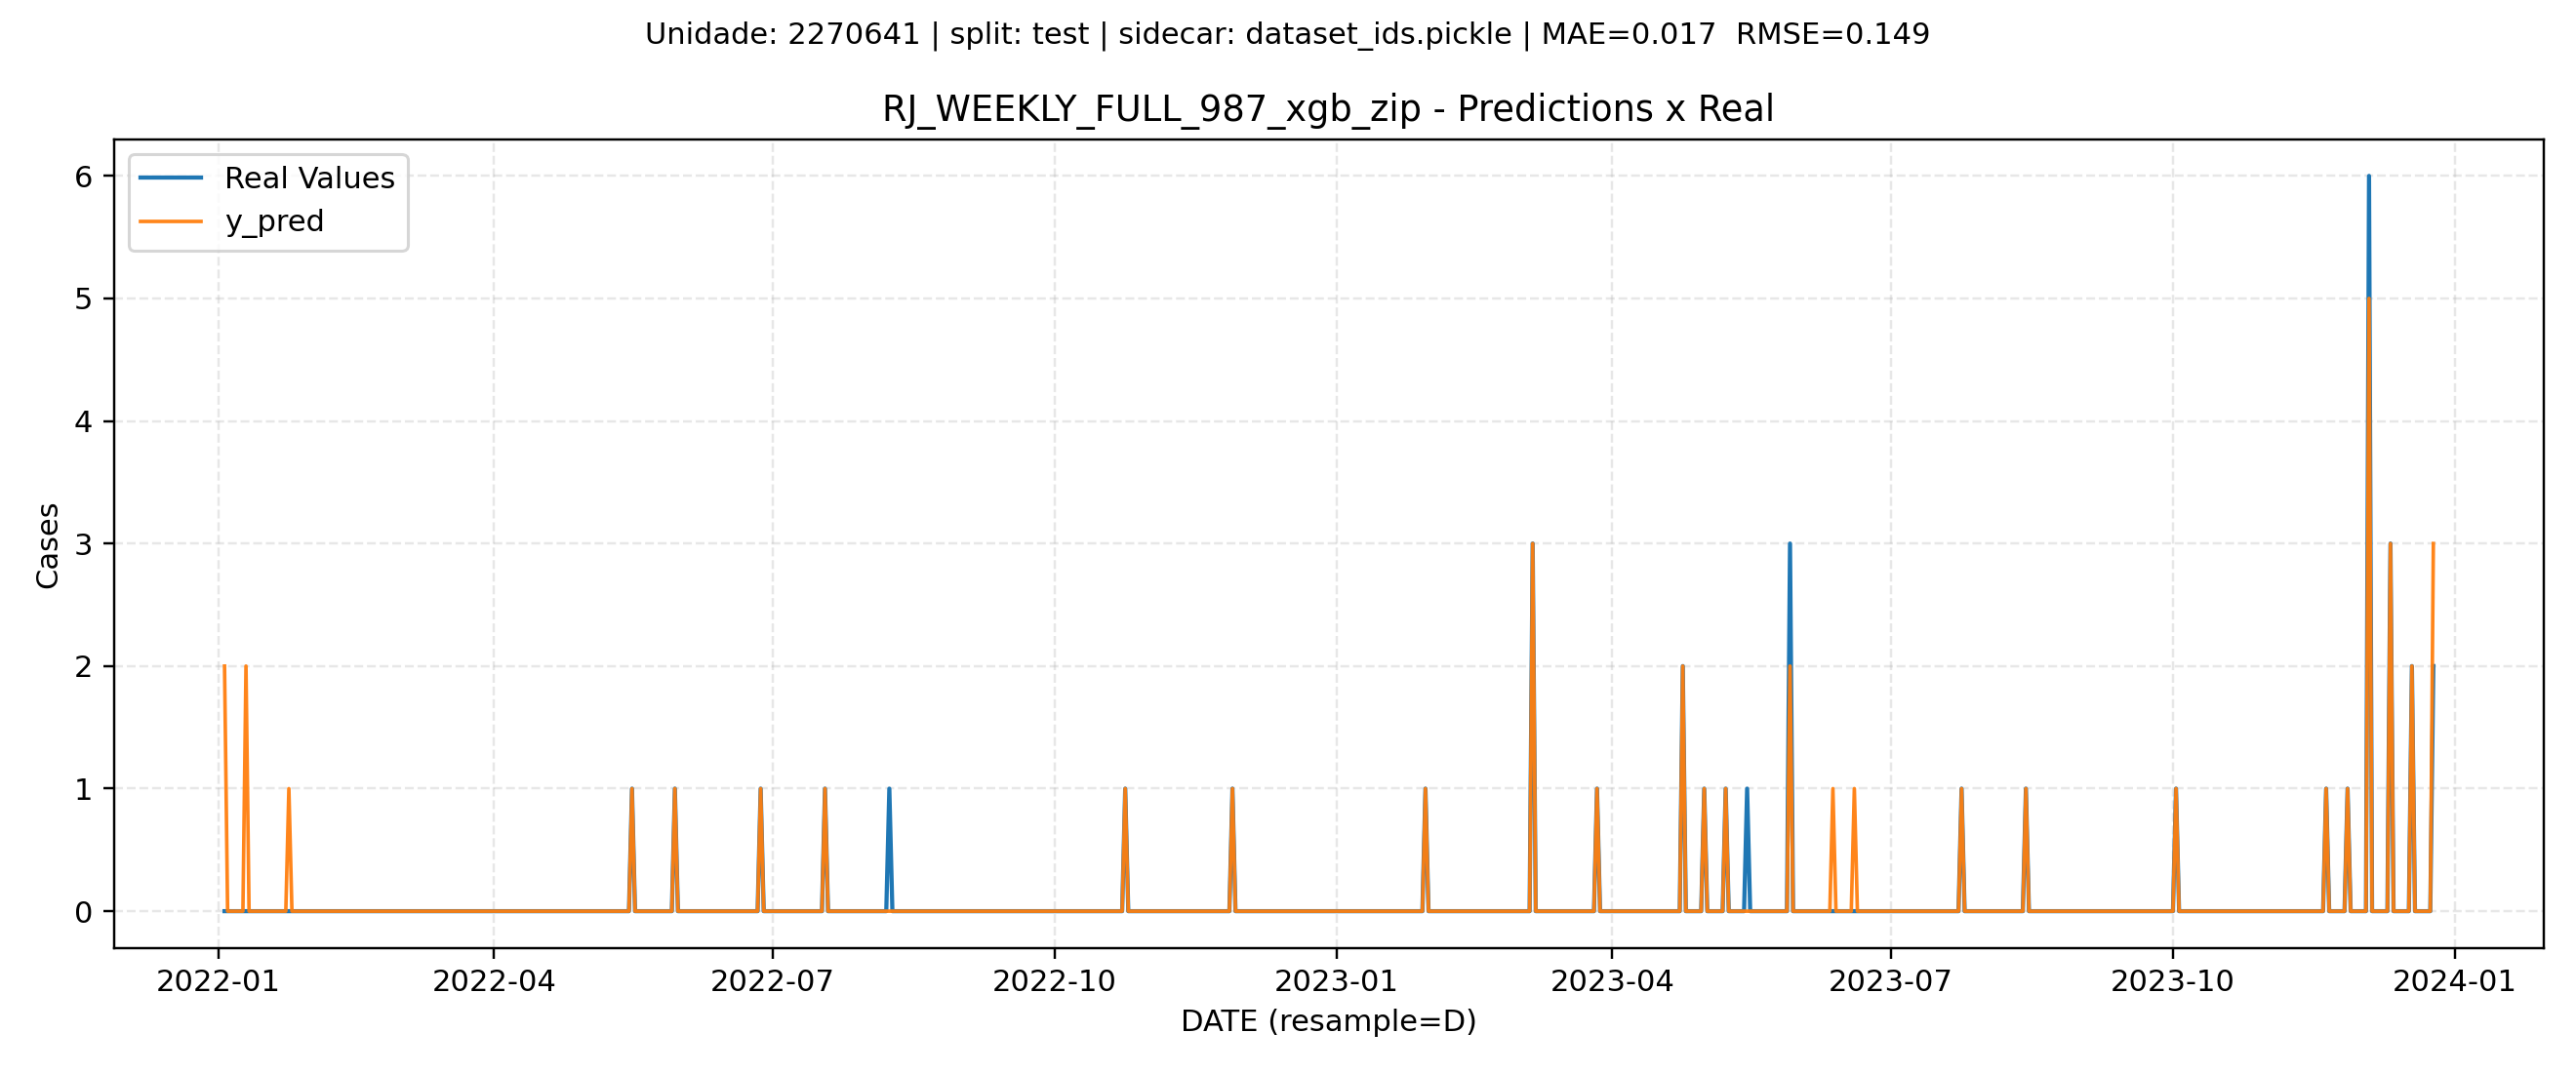 Unidade: 2270641 | split: test | sidecar: dataset_ids.pickle | MAE=0.017  RMSE=0.149
RJ_WEEKLY_FULL_987_xgb_zip - Predictions x Real
Real Values
y_pred
6
5
4
3
2
1
0
Cases
2022-01 2022-04 2022-07 2022-10 2023-01 2023-04 2023-07 2023-10 2024-01
DATE (resample=D)